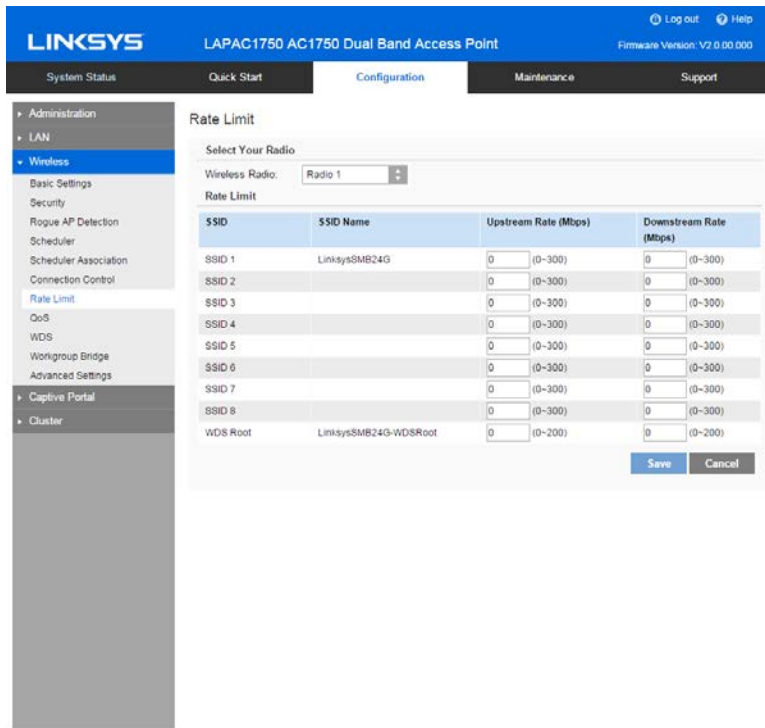 Log out Help
LINKSYS LAPAC1750 AC1750 Dual Band Access Point Firmware Version: V2.0.00.000
System Status Quick Start Configuration Maintenance Support
Administration
LAN
Wireless
Basic Settings
Security
Rogue AP Detection
Scheduler
Scheduler Association
Connection Control
Rate Limit
QoS
WDS
Workgroup Bridge
Advanced Settings
Captive Portal
Cluster
Rate Limit
Select Your Radio
Wireless Radio: Radio 1
Rate Limit
SSID SSID Name Upstream Rate (Mbps) Downstream Rate (Mbps)
SSID 1 LinksysSMB24G 0 (0~300) 0 (0~300)
SSID 2 0 (0~300) 0 (0~300)
SSID 3 0 (0~300) 0 (0~300)
SSID 4 0 (0~300) 0 (0~300)
SSID 5 0 (0~300) 0 (0~300)
SSID 6 0 (0~300) 0 (0~300)
SSID 7 0 (0~300) 0 (0~300)
SSID 8 0 (0~300) 0 (0~300)
WDS Root LinksysSMB24G-WDSRoot 0 (0~200) 0 (0~200)
Save Cancel